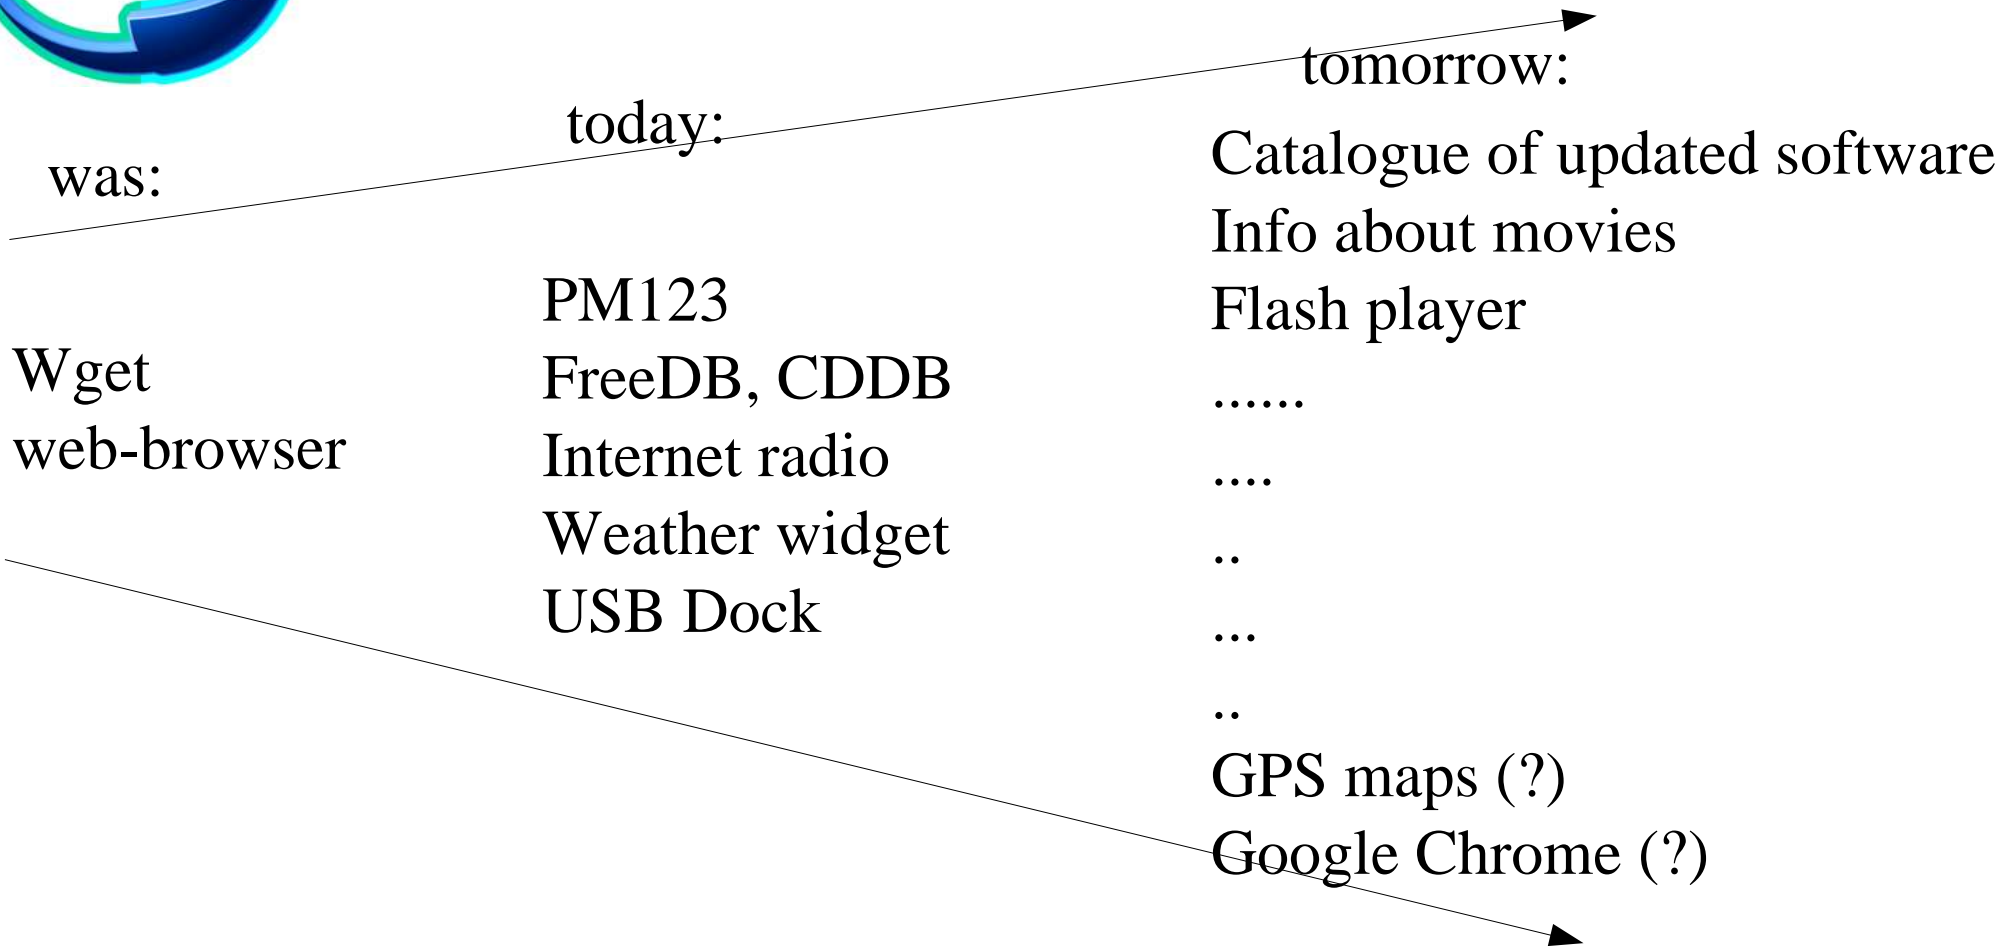 was:
Wget
web-browser
today:
PM123
FreeDB, CDDB
Internet radio
Weather widget
USB Dock
tomorrow:
Catalogue of updated software
Info about movies
Flash player
......
....
..
...
..
GPS maps (?)
Google Chrome (?)